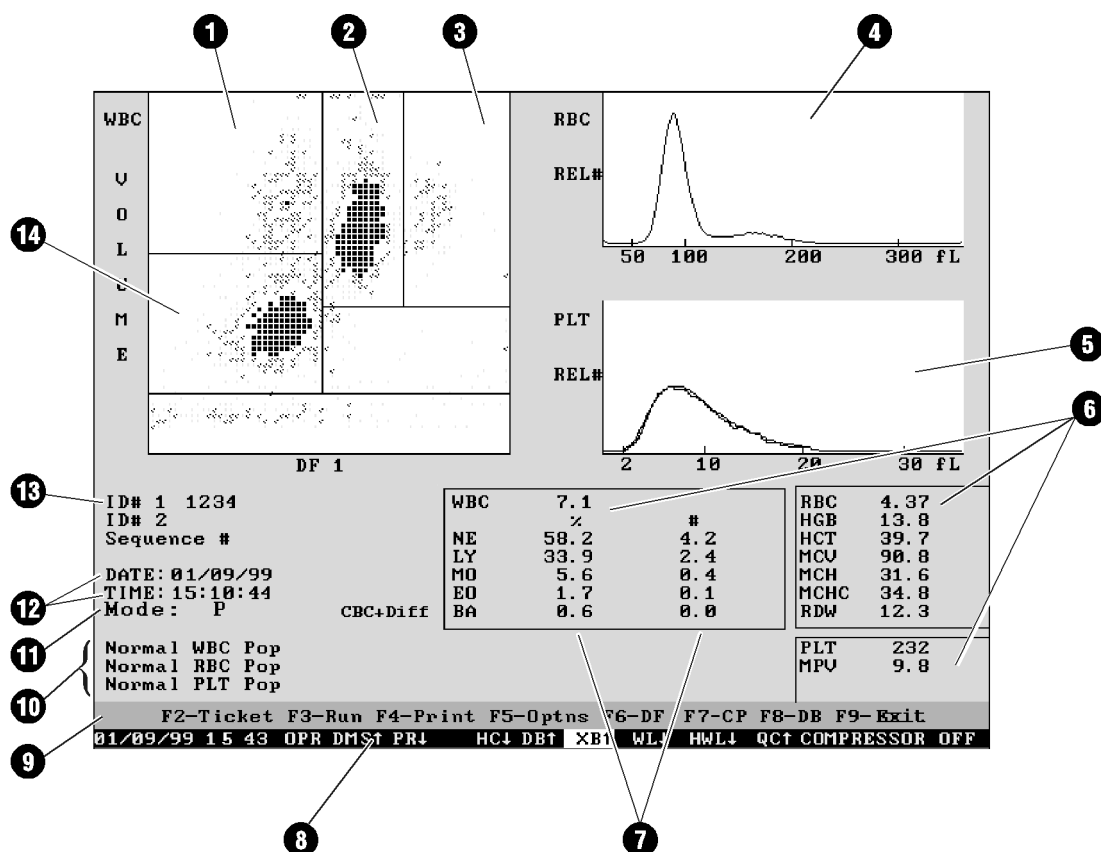 1 2 3 4
WBC
VOLUME
DF 1
14
RBC
REL#
50 100 200 300 fL
PLT
REL#
2 10 20 30 fL
5
6
13
ID# 1 1234
ID# 2
Sequence #
DATE: 01/09/99
TIME: 15:10:44
Mode: P CBC+Diff
12
11
WBC 7.1
% #
NE 58.2 4.2
LY 33.9 2.4
MO 5.6 0.4
EO 1.7 0.1
BA 0.6 0.0
RBC 4.37
HGB 13.8
HCT 39.7
MCV 90.8
MCH 31.6
MCHC 34.8
RDW 12.3
PLT 232
MPV 9.8
10
Normal WBC Pop
Normal RBC Pop
Normal PLT Pop
9
F2-Ticket F3-Run F4-Print F5-Optns F6-DF F7-CP F8-DB F9-Exit
01/09/99 15 43 OPR DMS↑ PR↓ HC↓ DB↑ XB↑ WL↓ HWL↓ QC↑ COMPRESSOR OFF
8 7